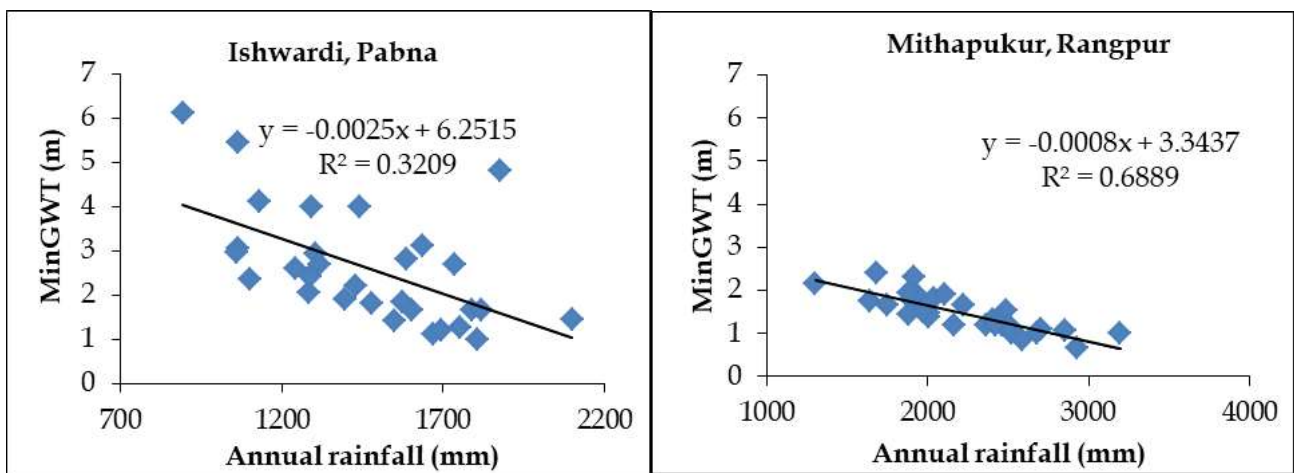 Ishwardi, Pabna
7
6
5
4
3
2
1
0
MinGWT (m)
y = -0.0025x + 6.2515
R² = 0.3209
700
1200
1700
2200
Annual rainfall (mm)
Mithapukur, Rangpur
7
6
5
4
3
2
1
0
MinGWT (m)
y = -0.0008x + 3.3437
R² = 0.6889
1000
2000
3000
4000
Annual rainfall (mm)